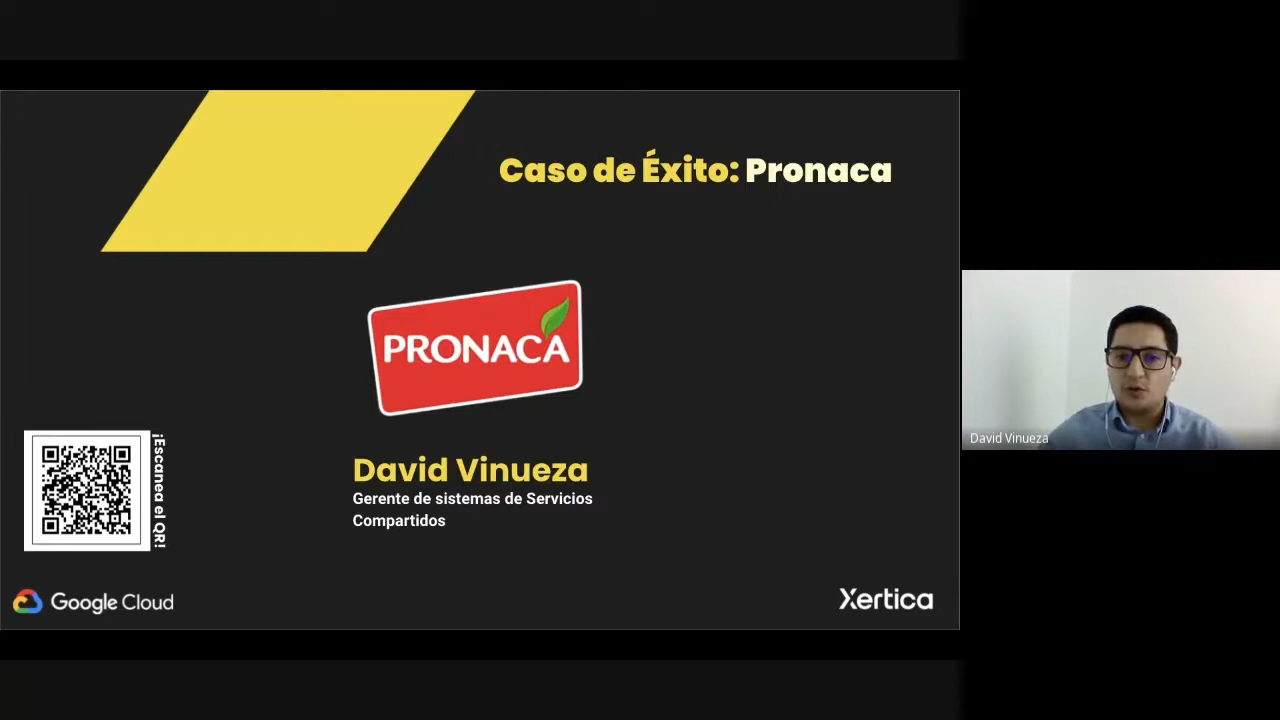 Caso de Éxito: Pronaca
PRONACA
David Vinueza
Gerente de sistemas de Servicios
Compartidos
¡Escanea el QR!
Google Cloud
Xertica
David Vinueza